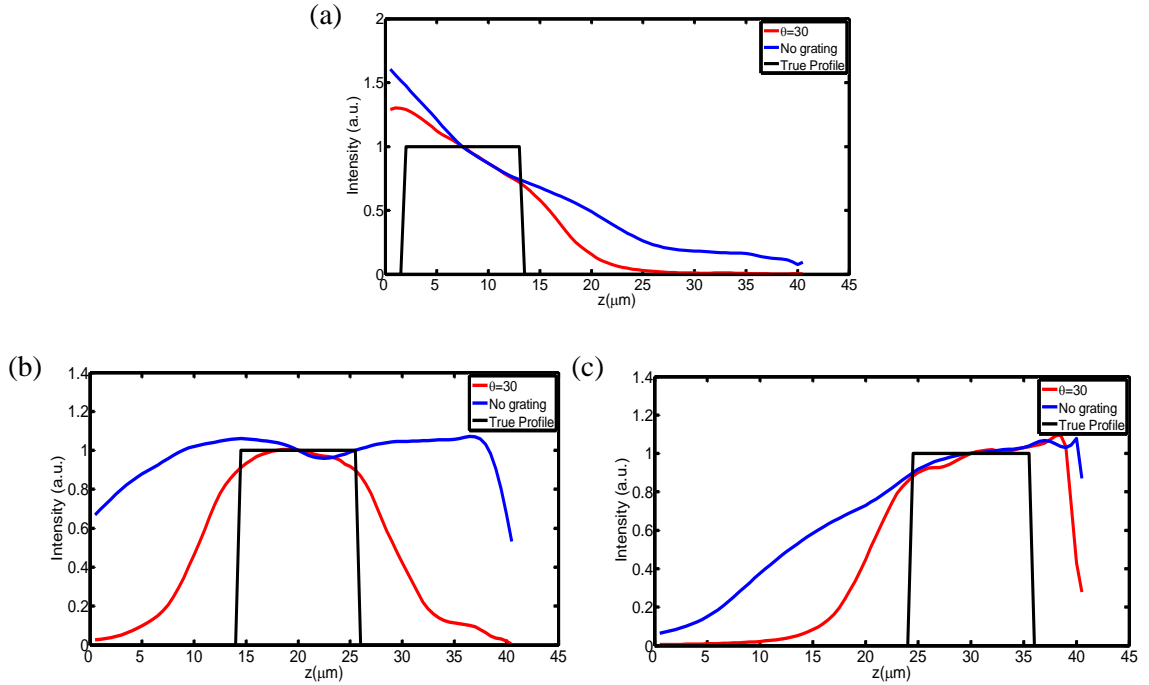 (a)
2
1.5
1
0.5
0
Intensity (a.u.)
0 5 10 15 20 25 30 35 40 45
z(μm)
θ=30
No grating
True Profile
(b)
1.4
1.2
1
0.8
0.6
0.4
0.2
0
Intensity (a.u.)
0 5 10 15 20 25 30 35 40 45
z(μm)
θ=30
No grating
True Profile
(c)
1.4
1.2
1
0.8
0.6
0.4
0.2
0
Intensity (a.u.)
0 5 10 15 20 25 30 35 40 45
z(μm)
θ=30
No grating
True Profile